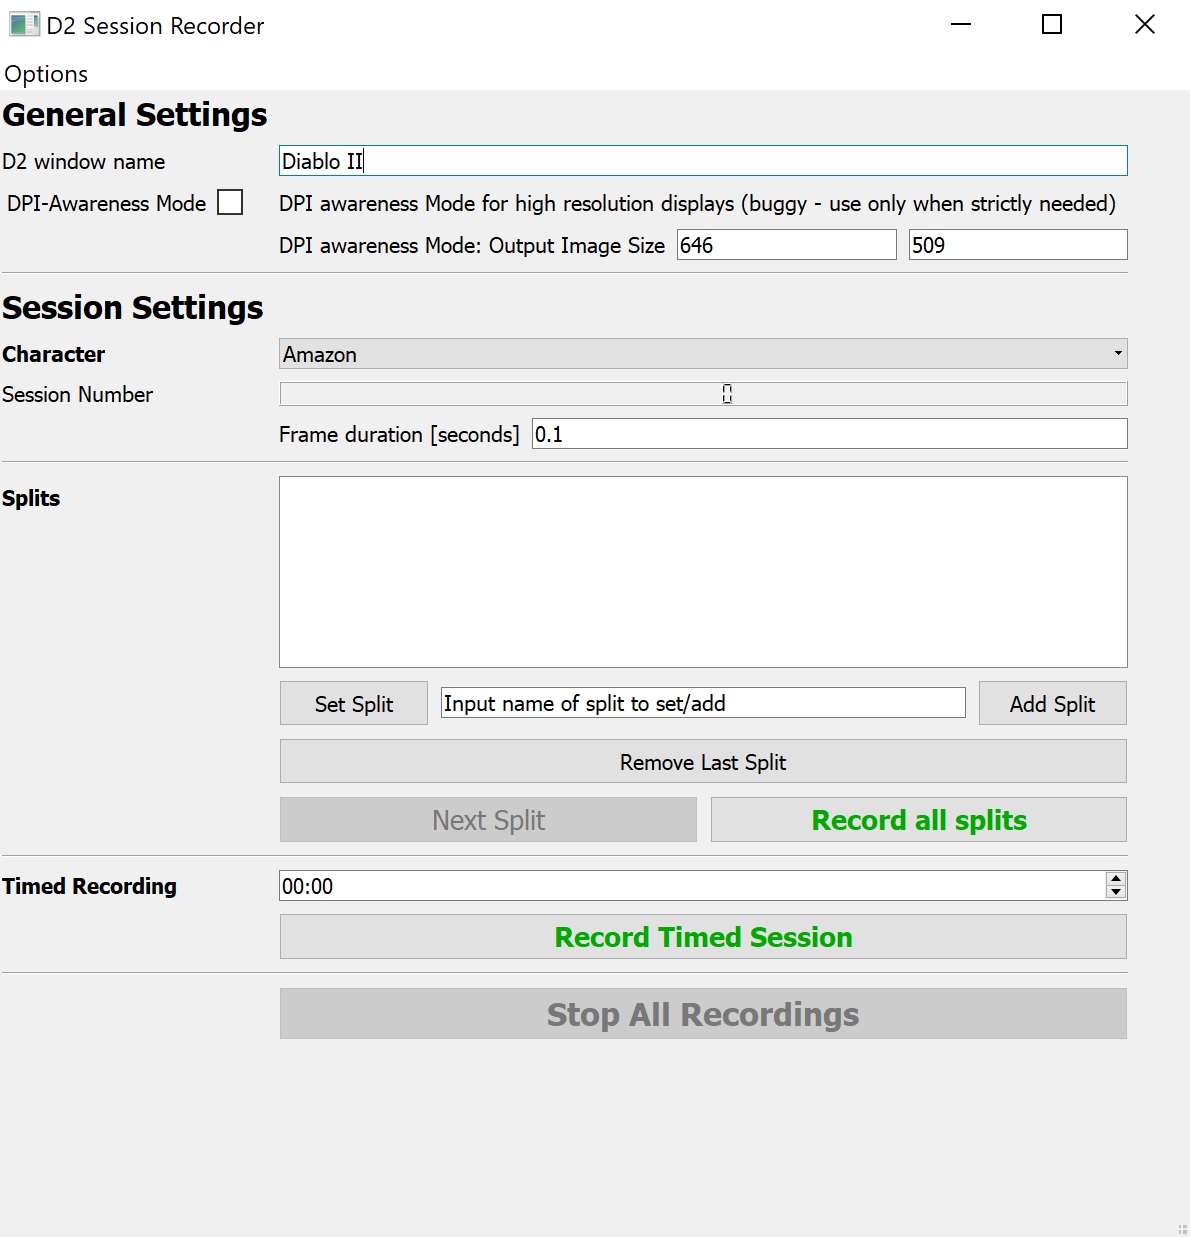 D2 Session Recorder
Options
General Settings
D2 window name Diablo II
DPI-Awareness Mode DPI awareness Mode for high resolution displays (buggy - use only when strictly needed)
DPI awareness Mode: Output Image Size 646 509
Session Settings
Character Amazon
Session Number 0
Frame duration [seconds] 0.1
Splits
Set Split Input name of split to set/add Add Split
Remove Last Split
Next Split Record all splits
Timed Recording 00:00
Record Timed Session
Stop All Recordings